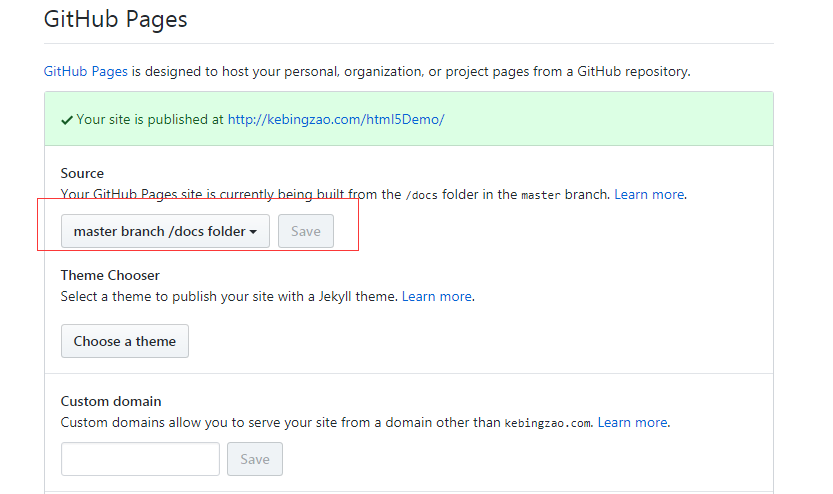 GitHub Pages
GitHub Pages is designed to host your personal, organization, or project pages from a GitHub repository.
Your site is published at http://kebingzao.com/html5Demo/
Source
Your GitHub Pages site is currently being built from the /docs folder in the master branch. Learn more.
master branch /docs folder
Save
Theme Chooser
Select a theme to publish your site with a Jekyll theme. Learn more.
Choose a theme
Custom domain
Custom domains allow you to serve your site from a domain other than kebingzao.com. Learn more.
Save